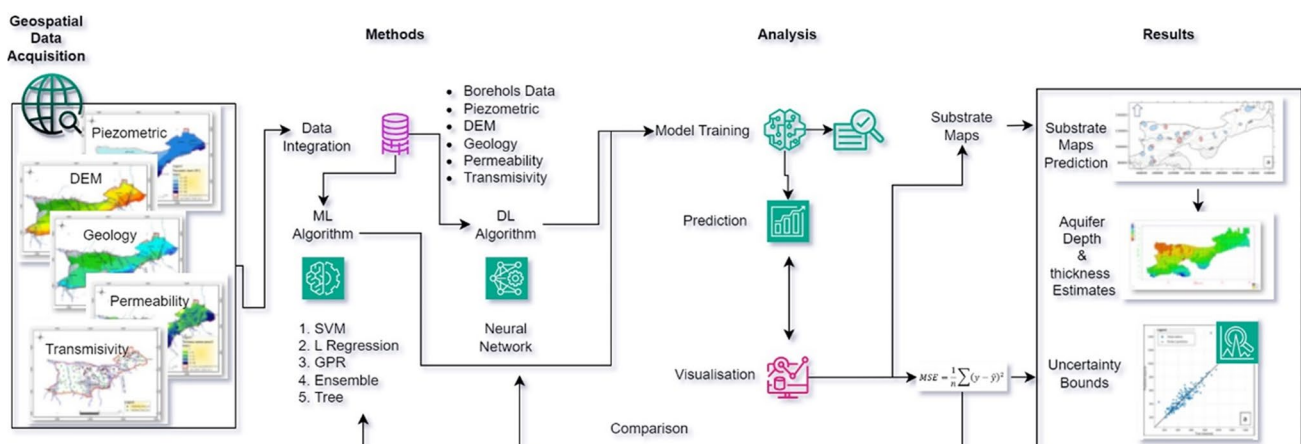 Geospatial
Data
Acquisition
Methods
Analysis
Results
Piezometric
DEM
Geology
Permeability
Transmisivity
Data
Integration
• Borehols Data
• Piezometric
• DEM
• Geology
• Permeability
• Transmisivity
ML
Algorithm
DL
Algorithm
1. SVM
2. L Regression
3. GPR
4. Ensemble
5. Tree
Neural
Network
Model Training
Prediction
Visualisation
Comparison
Substrate
Maps
MSE = 1/n ∑(y − ŷ)²
Substrate
Maps
Prediction
Aquifer
Depth
&
thickness
Estimates
Uncertainty
Bounds